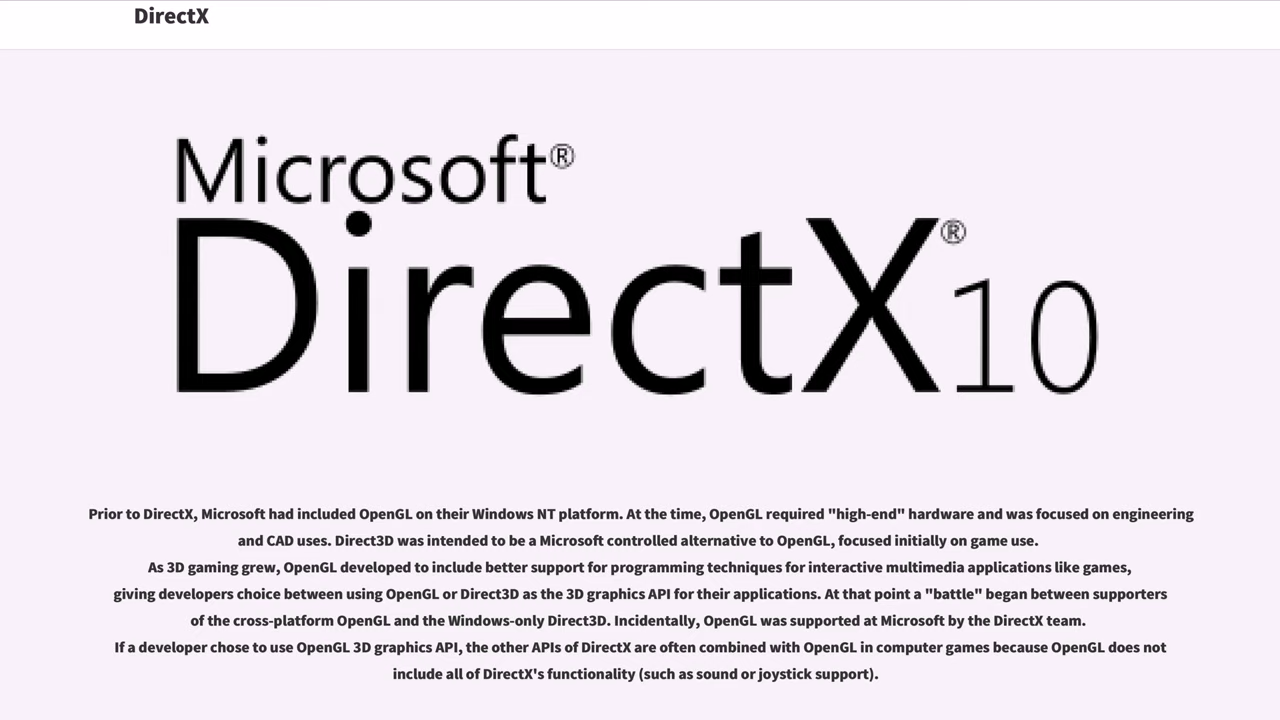 DirectX
Microsoft®
DirectX®10
Prior to DirectX, Microsoft had included OpenGL on their Windows NT platform. At the time, OpenGL required "high-end" hardware and was focused on engineering
and CAD uses. Direct3D was intended to be a Microsoft controlled alternative to OpenGL, focused initially on game use.
As 3D gaming grew, OpenGL developed to include better support for programming techniques for interactive multimedia applications like games,
giving developers choice between using OpenGL or Direct3D as the 3D graphics API for their applications. At that point a "battle" began between supporters
of the cross-platform OpenGL and the Windows-only Direct3D. Incidentally, OpenGL was supported at Microsoft by the DirectX team.
If a developer chose to use OpenGL 3D graphics API, the other APIs of DirectX are often combined with OpenGL in computer games because OpenGL does not
include all of DirectX's functionality (such as sound or joystick support).